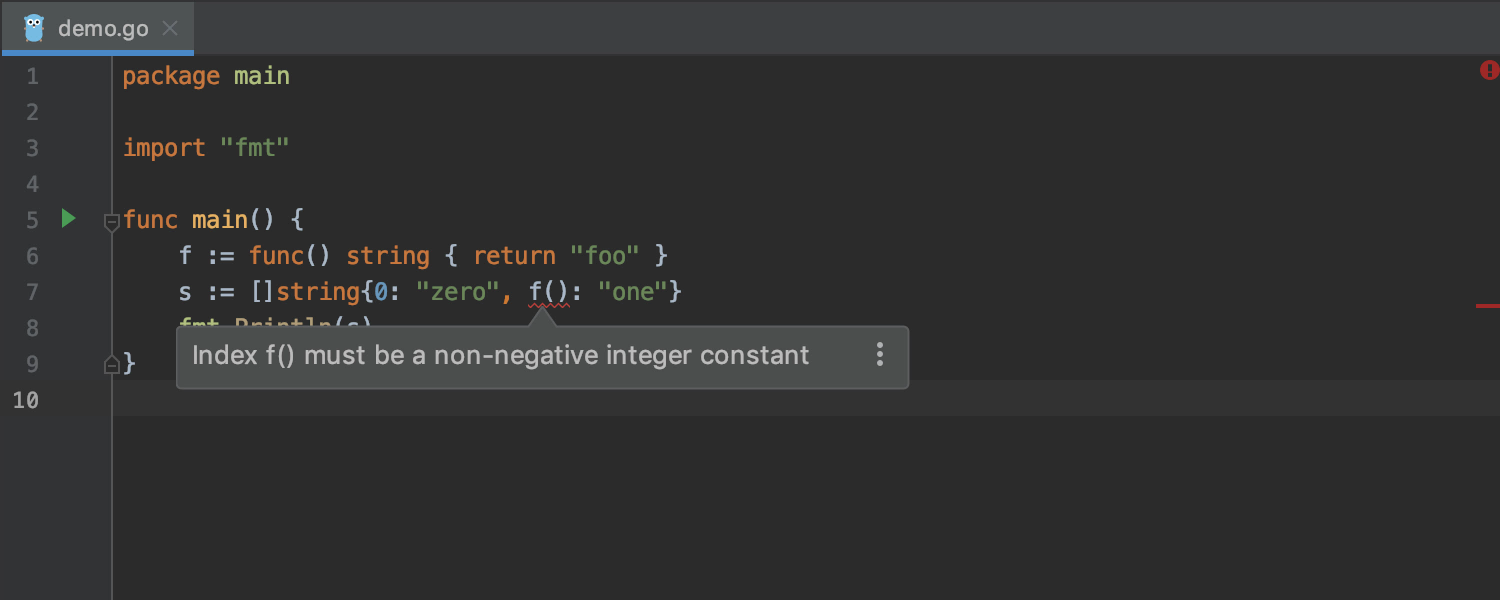 demo.go
1 package main
2
3 import "fmt"
4
5 func main() {
6 f := func() string { return "foo" }
7 s := []string{0: "zero", f(): "one"}
8 fmt.Println(s)
Index f() must be a non-negative integer constant
9 }
10